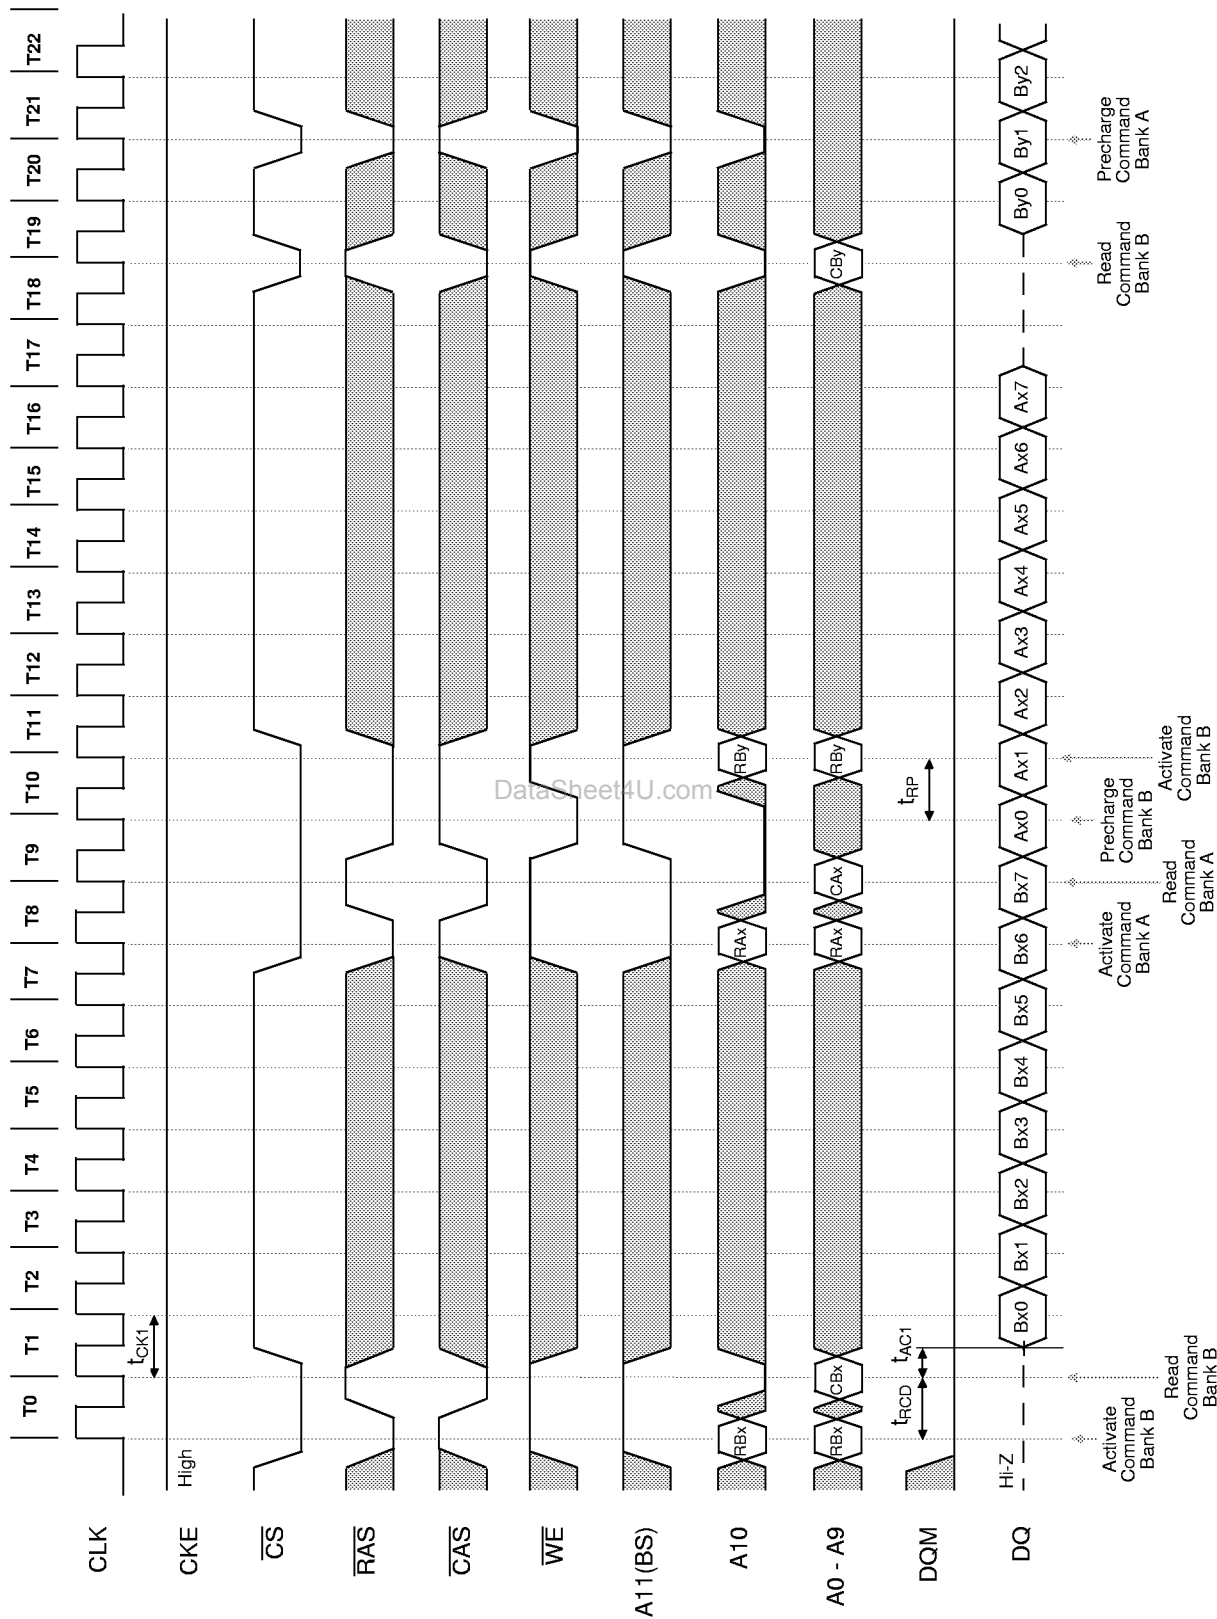 T0 T1 T2 T3 T4 T5 T6 T7 T8 T9 T10 T11 T12 T13 T14 T15 T16 T17 T18 T19 T20 T21 T22
CLK
tCK1
CKE
High
CS
RAS
CAS
WE
DataSheet4U.com
A11(BS)
A10
RBx RAx RBy
A0 - A9
RBx CBx RAx CAx RBy CBy
DQM
tRCD tAC1 tRP
DQ
Hi-Z
Bx0 Bx1 Bx2 Bx3 Bx4 Bx5 Bx6 Bx7 Ax0 Ax1 Ax2 Ax3 Ax4 Ax5 Ax6 Ax7 By0 By1 By2
Activate
Command
Bank B
Read
Command
Bank B
Activate
Command
Bank A
Read
Command
Bank A
Precharge
Command
Bank B
Activate
Command
Bank B
Read
Command
Bank B
Precharge
Command
Bank A